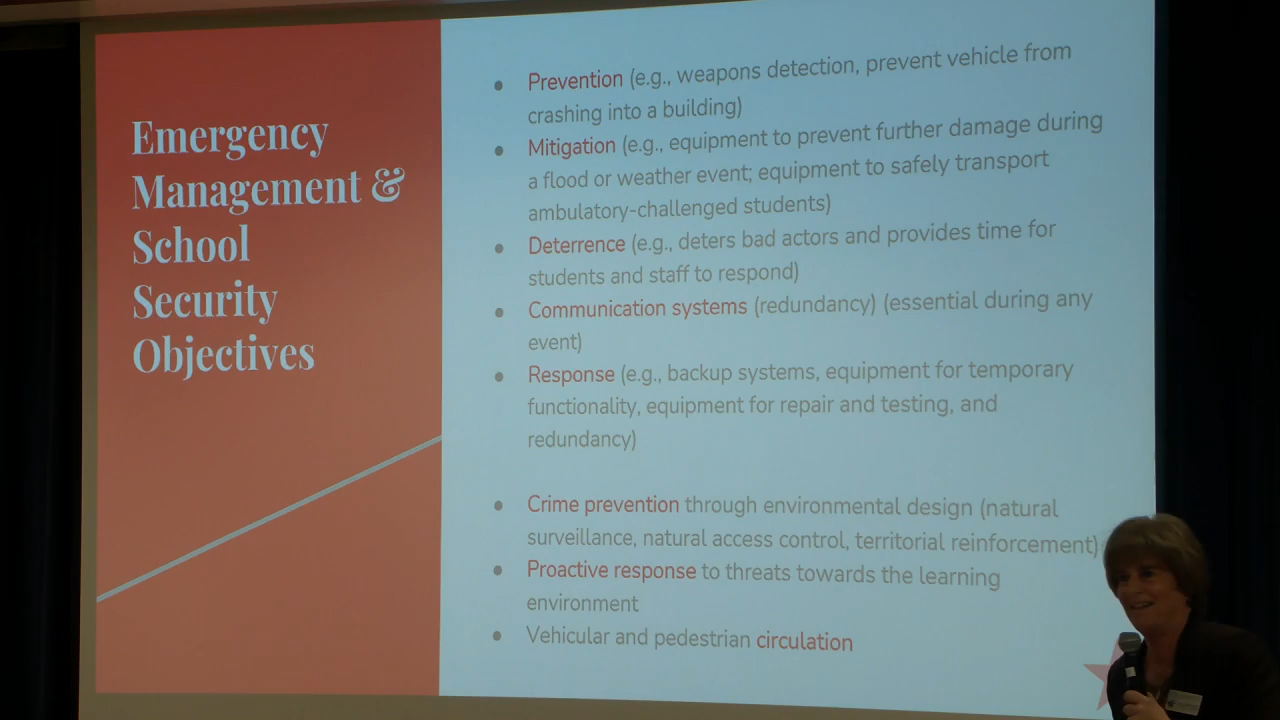 Emergency
Management &
School
Security
Objectives
● Prevention (e.g., weapons detection, prevent vehicle from
crashing into a building)
● Mitigation (e.g., equipment to prevent further damage during
a flood or weather event; equipment to safely transport
ambulatory-challenged students)
● Deterrence (e.g., deters bad actors and provides time for
students and staff to respond)
● Communication systems (redundancy) (essential during any
event)
● Response (e.g., backup systems, equipment for temporary
functionality, equipment for repair and testing, and
redundancy)
● Crime prevention through environmental design (natural
surveillance, natural access control, territorial reinforcement)
● Proactive response to threats towards the learning
environment
● Vehicular and pedestrian circulation